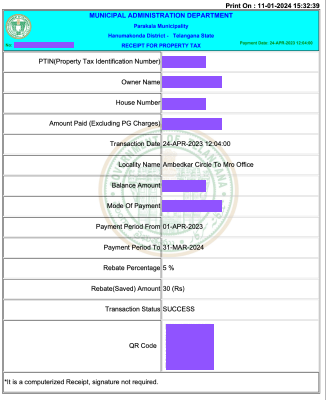 Print On : 11-01-2024 15:32:39
MUNICIPAL ADMINISTRATION DEPARTMENT
Parakala Municipality
Hanumakonda District - Telangana State
No:
RECEIPT FOR PROPERTY TAX
Payment Date :24-APR-2023 12:04:00
PTIN(Property Tax Identification Number)
Owner Name
House Number
Amount Paid (Excluding PG Charges)
Transaction Date 24-APR-2023 12:04:00
Locality Name Ambedkar Circle To Mro Office
Balance Amount
Mode Of Payment
Payment Period From 01-APR-2023
Payment Period To 31-MAR-2024
Rebate Percentage 5 %
Rebate(Saved) Amount 30 (Rs)
Transaction Status SUCCESS
QR Code
*It is a computerized Receipt, signature not required.